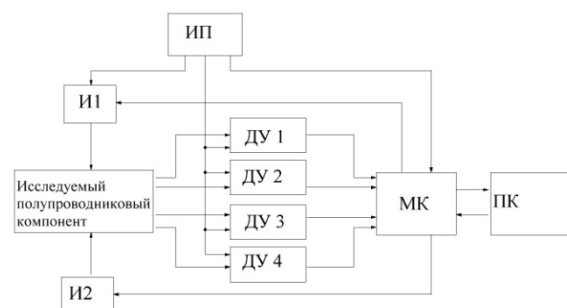 ИП
И1
ДУ 1
ДУ 2
Исследуемый
полупроводниковый
компонент
МК
ПК
ДУ 3
ДУ 4
И2